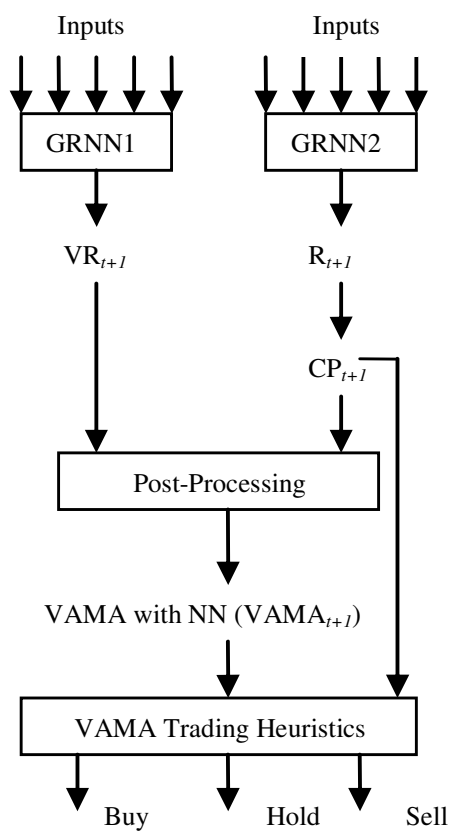 Inputs Inputs
GRNN1 GRNN2
VRt+1 Rt+1
CPt+1
Post-Processing
VAMA with NN (VAMAt+1)
VAMA Trading Heuristics
Buy Hold Sell